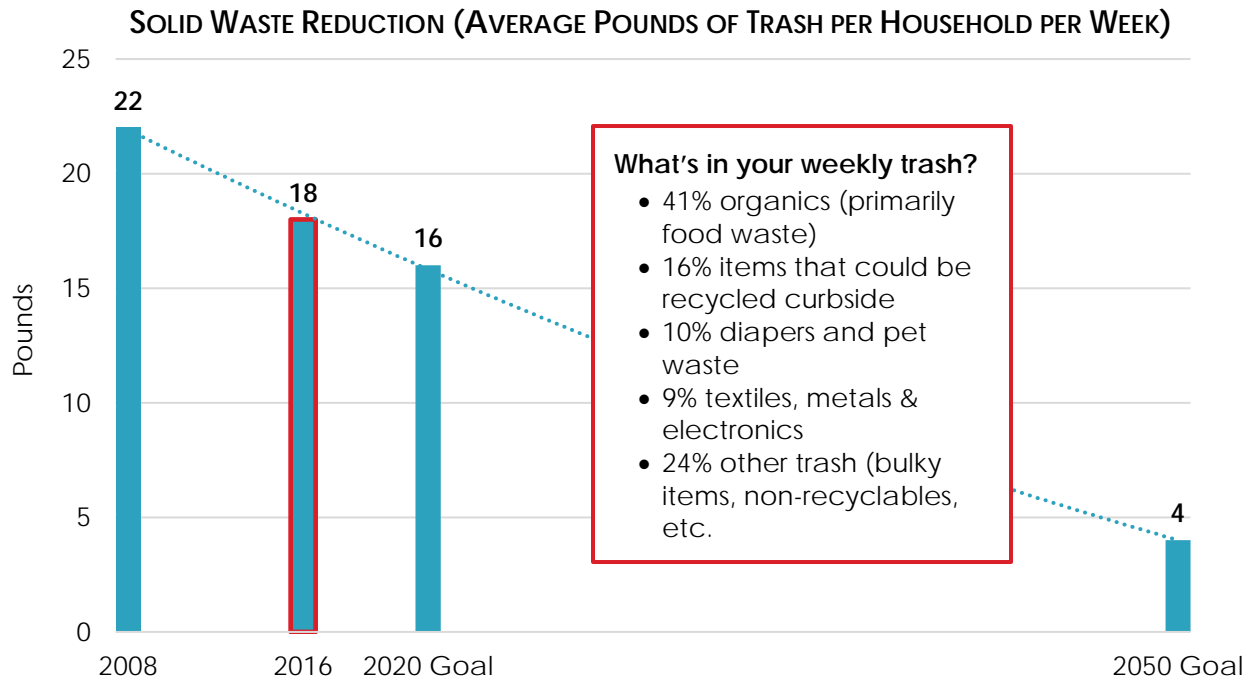 SOLID WASTE REDUCTION (AVERAGE POUNDS OF TRASH PER HOUSEHOLD PER WEEK)
25
20
15
10
5
0
Pounds
22
18
16
4
What's in your weekly trash?
• 41% organics (primarily
food waste)
• 16% items that could be
recycled curbside
• 10% diapers and pet
waste
• 9% textiles, metals &
electronics
• 24% other trash (bulky
items, non-recyclables,
etc.
2008
2016
2020 Goal
2050 Goal